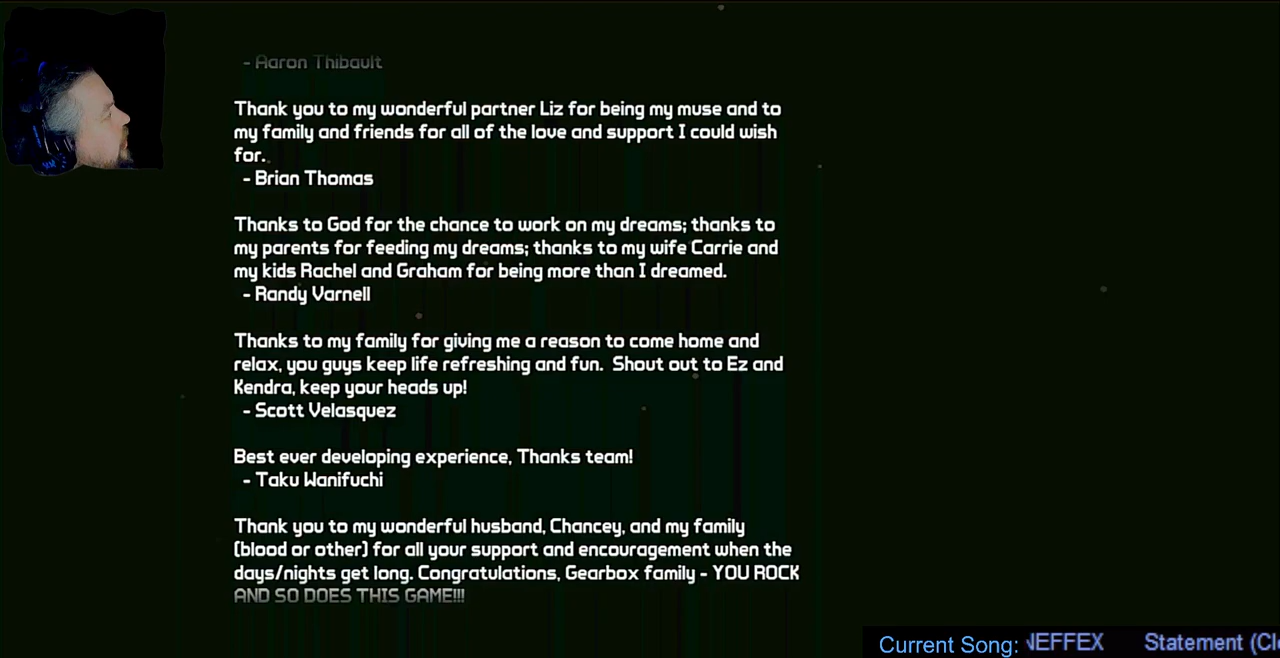 - Aaron Thibault
Thank you to my wonderful partner Liz for being my muse and to
my family and friends for all of the love and support I could wish
for.
- Brian Thomas
Thanks to God for the chance to work on my dreams; thanks to
my parents for feeding my dreams; thanks to my wife Carrie and
my kids Rachel and Graham for being more than I dreamed.
- Randy Varnell
Thanks to my family for giving me a reason to come home and
relax, you guys keep life refreshing and fun.  Shout out to Ez and
Kendra, keep your heads up!
- Scott Velasquez
Best ever developing experience, Thanks team!
- Taku Wanifuchi
Thank you to my wonderful husband, Chancey, and my family
(blood or other) for all your support and encouragement when the
days/nights get long. Congratulations, Gearbox family - YOU ROCK
AND SO DOES THIS GAME!!!
Current Song: NEFFEX Statement (Cl